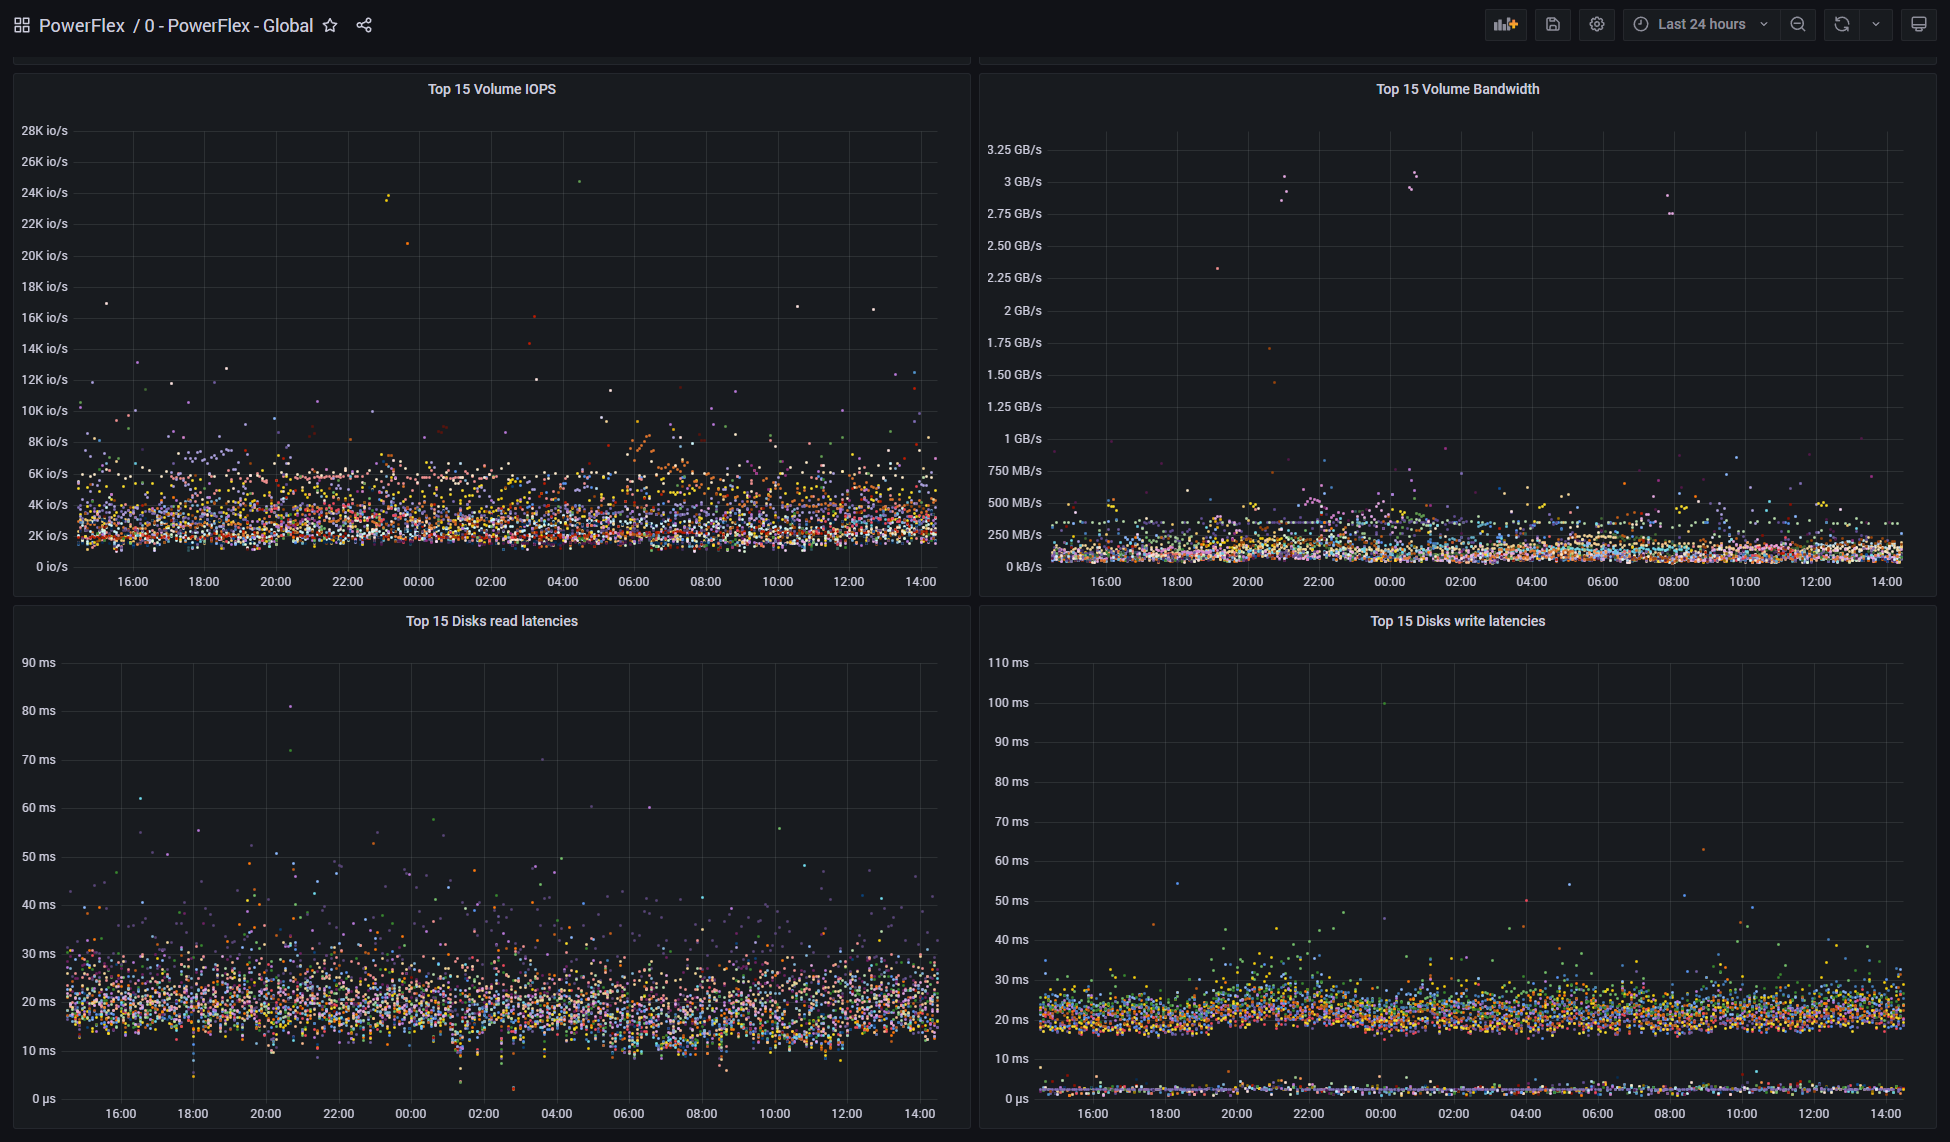 PowerFlex / 0 - PowerFlex - Global
Last 24 hours
Top 15 Volume IOPS
28K io/s
26K io/s
24K io/s
22K io/s
20K io/s
18K io/s
16K io/s
14K io/s
12K io/s
10K io/s
8K io/s
6K io/s
4K io/s
2K io/s
0 io/s
16:00 18:00 20:00 22:00 00:00 02:00 04:00 06:00 08:00 10:00 12:00 14:00
Top 15 Volume Bandwidth
3.25 GB/s
3 GB/s
2.75 GB/s
2.50 GB/s
2.25 GB/s
2 GB/s
1.75 GB/s
1.50 GB/s
1.25 GB/s
1 GB/s
750 MB/s
500 MB/s
250 MB/s
0 kB/s
16:00 18:00 20:00 22:00 00:00 02:00 04:00 06:00 08:00 10:00 12:00 14:00
Top 15 Disks read latencies
90 ms
80 ms
70 ms
60 ms
50 ms
40 ms
30 ms
20 ms
10 ms
0 µs
16:00 18:00 20:00 22:00 00:00 02:00 04:00 06:00 08:00 10:00 12:00 14:00
Top 15 Disks write latencies
110 ms
100 ms
90 ms
80 ms
70 ms
60 ms
50 ms
40 ms
30 ms
20 ms
10 ms
0 µs
16:00 18:00 20:00 22:00 00:00 02:00 04:00 06:00 08:00 10:00 12:00 14:00